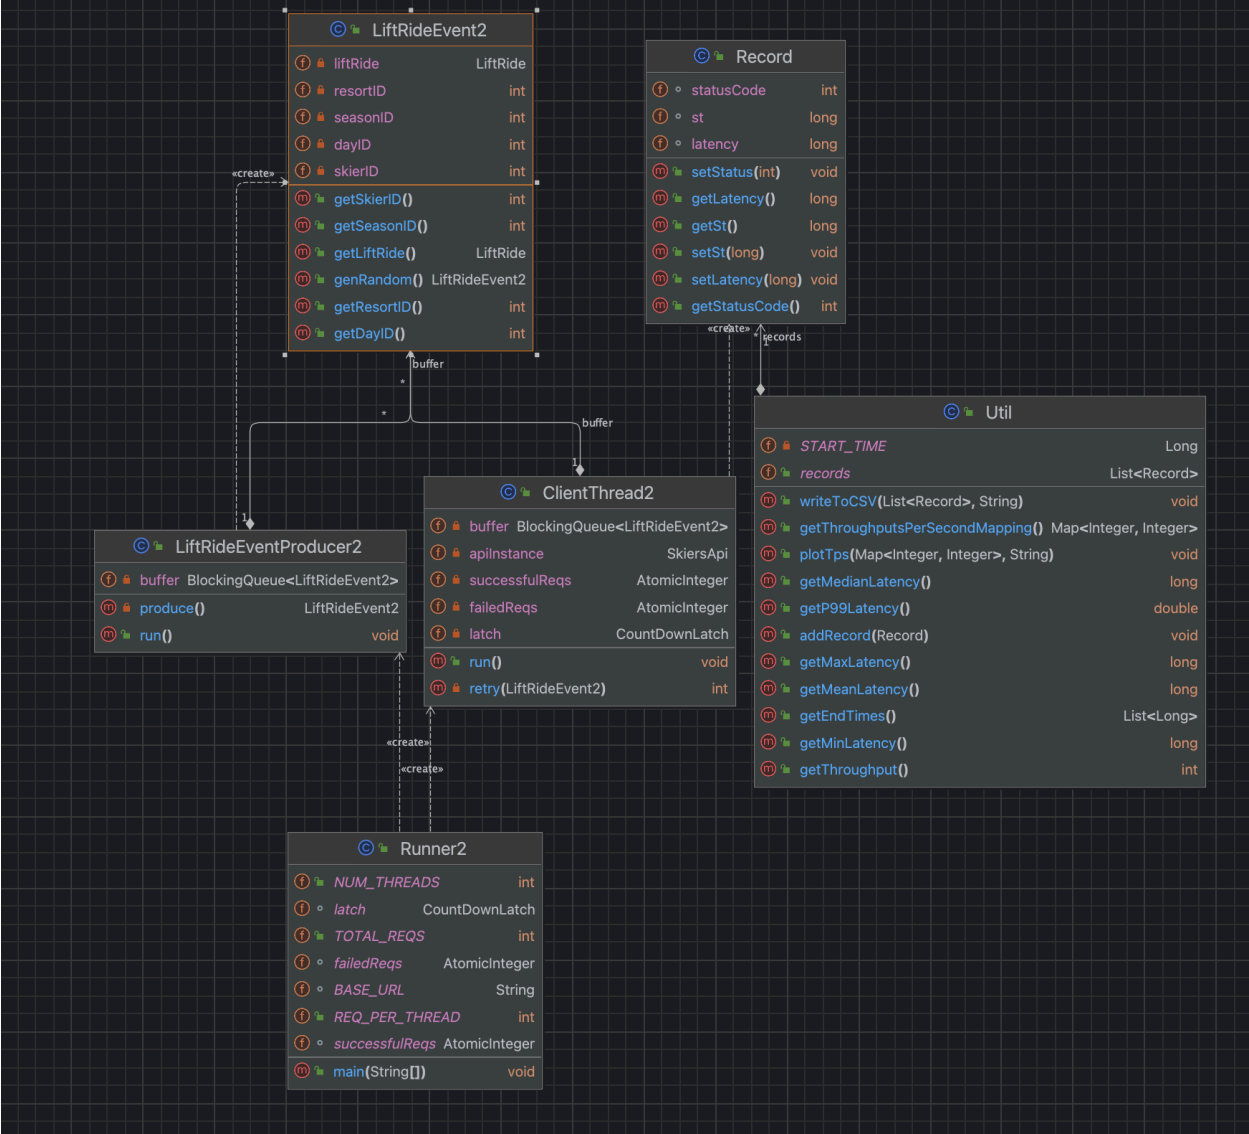 LiftRideEvent2
liftRide LiftRide
resortID int
seasonID int
dayID int
skierID int
getSkierID() int
getSeasonID() int
getLiftRide() LiftRide
genRandom() LiftRideEvent2
getResortID() int
getDayID() int
Record
statusCode int
st long
latency long
setStatus(int) void
getLatency() long
getSt() long
setSt(long) void
setLatency(long) void
getStatusCode() int
«create»
«create»
* records
1
buffer
*
*
buffer
1
1
Util
START_TIME Long
records List<Record>
writeToCSV(List<Record>, String) void
getThroughputsPerSecondMapping() Map<Integer, Integer>
plotTps(Map<Integer, Integer>, String) void
getMedianLatency() long
getP99Latency() double
addRecord(Record) void
getMaxLatency() long
getMeanLatency() long
getEndTimes() List<Long>
getMinLatency() long
getThroughput() int
ClientThread2
buffer BlockingQueue<LiftRideEvent2>
apiInstance SkiersApi
successfulReqs AtomicInteger
failedReqs AtomicInteger
latch CountDownLatch
run() void
retry(LiftRideEvent2) int
LiftRideEventProducer2
buffer BlockingQueue<LiftRideEvent2>
produce() LiftRideEvent2
run() void
«create»
«create»
Runner2
NUM_THREADS int
latch CountDownLatch
TOTAL_REQS int
failedReqs AtomicInteger
BASE_URL String
REQ_PER_THREAD int
successfulReqs AtomicInteger
main(String[]) void